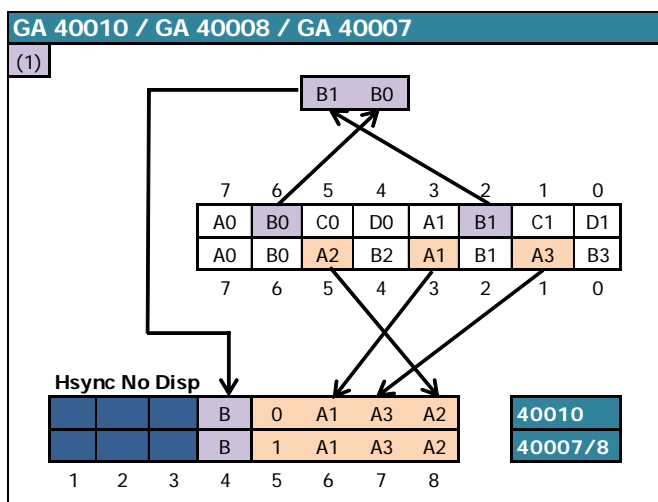 GA 40010 / GA 40008 / GA 40007
(1)
B1 B0
7 6 5 4 3 2 1 0
A0 B0 C0 D0 A1 B1 C1 D1
A0 B0 A2 B2 A1 B1 A3 B3
7 6 5 4 3 2 1 0
Hsync No Disp
B 0 A1 A3 A2 40010
B 1 A1 A3 A2 40007/8
1 2 3 4 5 6 7 8